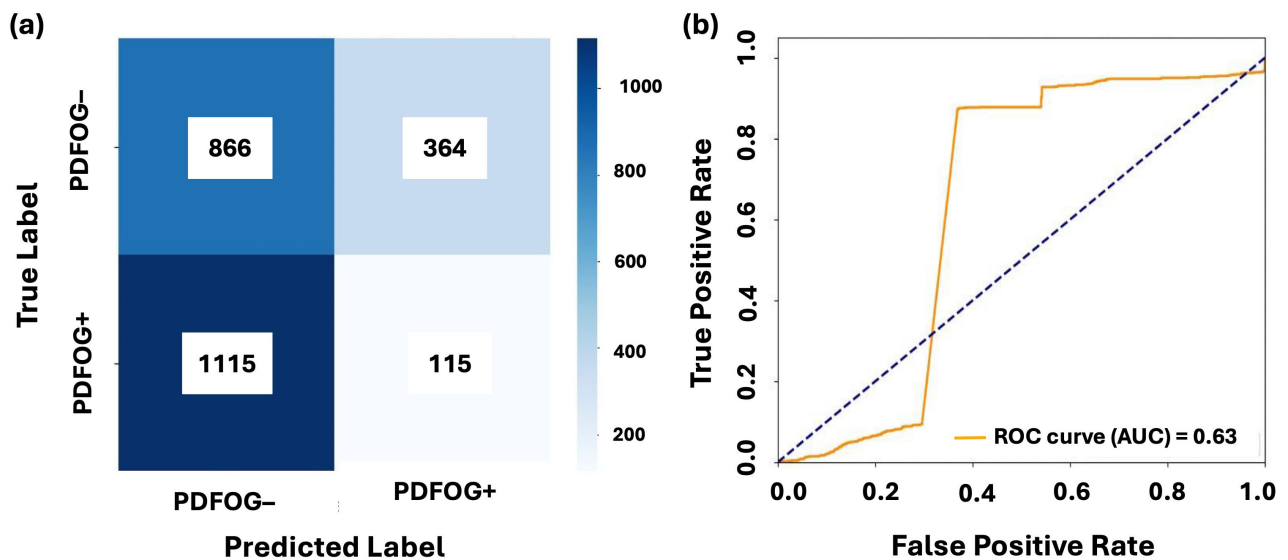 (a)
True Label
PDFOG–
PDFOG+
866
364
1115
115
PDFOG–
PDFOG+
Predicted Label
1000
800
600
400
200
(b)
True Positive Rate
1.0
0.8
0.6
0.4
0.2
0.0
ROC curve (AUC) = 0.63
0.0 0.2 0.4 0.6 0.8 1.0
False Positive Rate